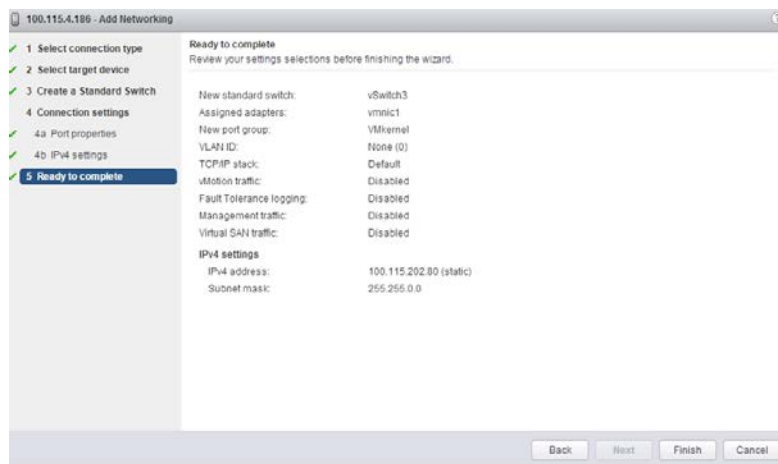 100.115.4.186 - Add Networking
1 Select connection type
2 Select target device
3 Create a Standard Switch
4 Connection settings
4a Port properties
4b IPv4 settings
5 Ready to complete
Ready to complete
Review your settings selections before finishing the wizard.
New standard switch: vSwitch3
Assigned adapters: vmnic1
New port group: VMkernel
VLAN ID: None (0)
TCP/IP stack: Default
vMotion traffic: Disabled
Fault Tolerance logging: Disabled
Management traffic: Disabled
Virtual SAN traffic: Disabled
IPv4 settings
IPv4 address: 100.115.202.80 (static)
Subnet mask: 255.255.0.0
Back Next Finish Cancel